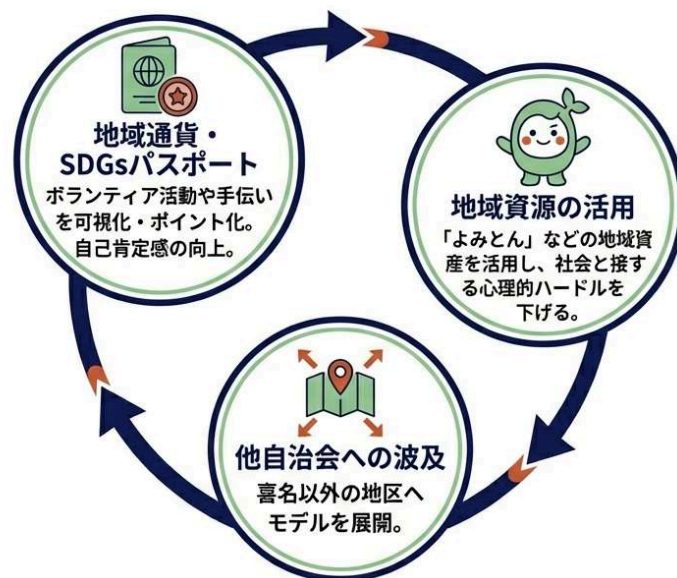 地域通貨・
SDGsパスポート
ボランティア活動や手伝い
を可視化・ポイント化。
自己肯定感の向上。
地域資源の活用
「よみとん」などの地域資
産を活用し、社会と接す
る心理的ハードルを
下げる。
他自治会への波及
喜名以外の地区へ
モデルを展開。